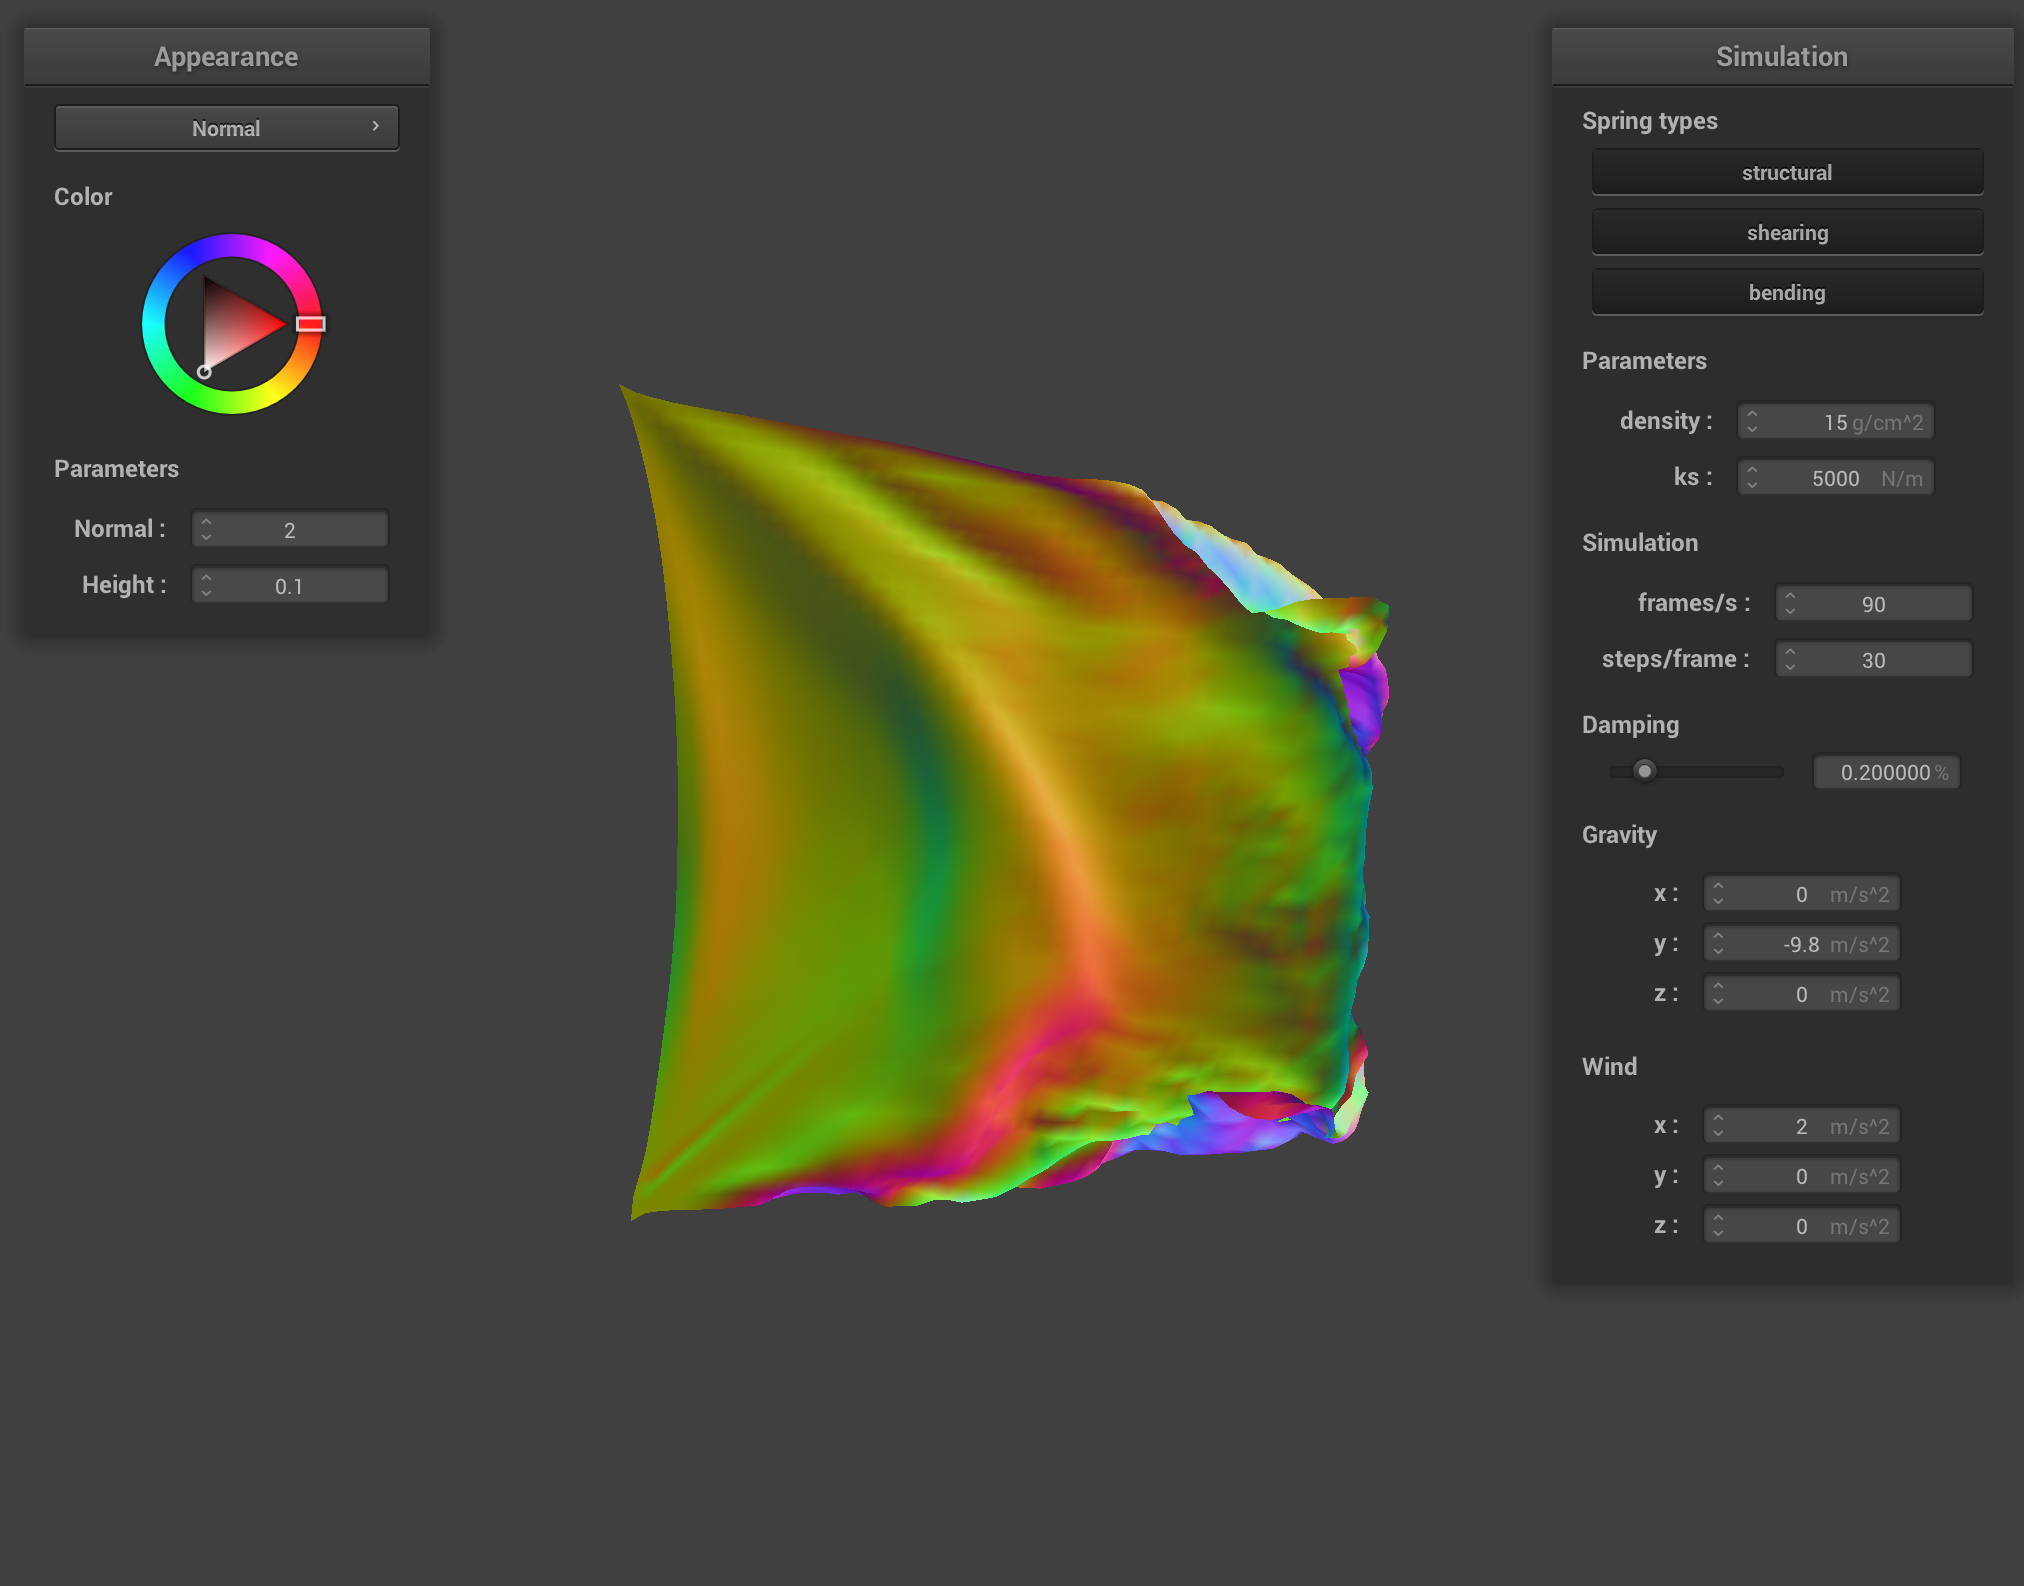 Appearance
Normal
Color
Parameters
Normal : 2
Height : 0.1
Simulation
Spring types
structural
shearing
bending
Parameters
density : 15 g/cm^2
ks : 5000 N/m
Simulation
frames/s : 90
steps/frame : 30
Damping
0.200000 %
Gravity
x : 0 m/s^2
y : -9.8 m/s^2
z : 0 m/s^2
Wind
x : 2 m/s^2
y : 0 m/s^2
z : 0 m/s^2